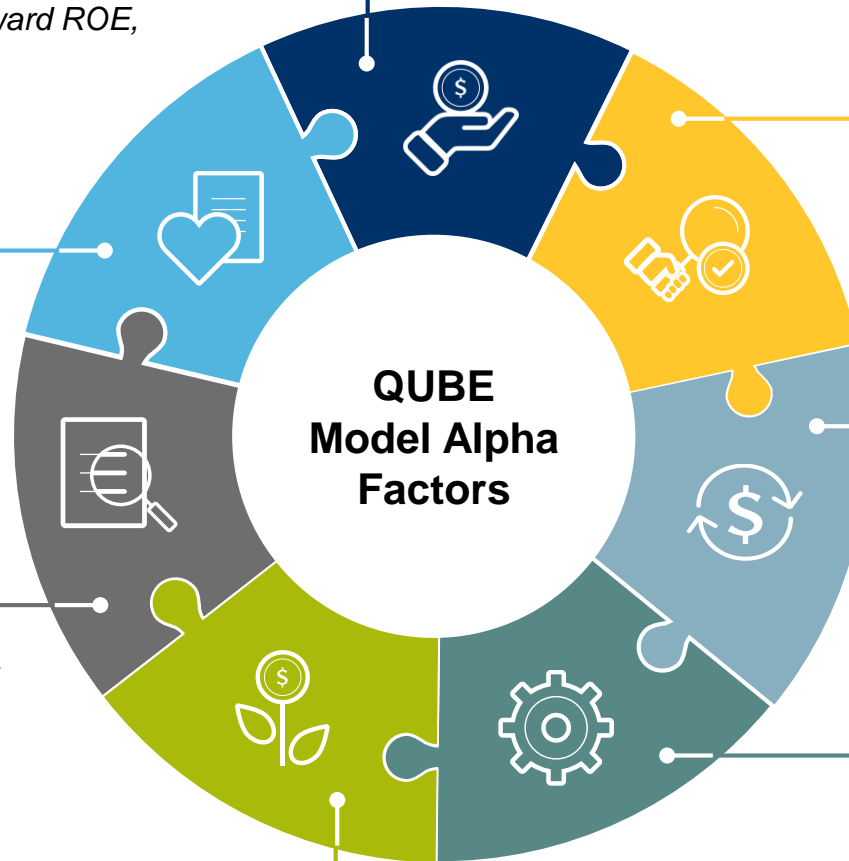 ward ROE,
QUBE
Model Alpha
Factors
$
$
$